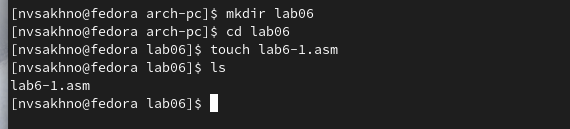 [nvsakhno@fedora arch-pc]$ mkdir lab06
[nvsakhno@fedora arch-pc]$ cd lab06
[nvsakhno@fedora lab06]$ touch lab6-1.asm
[nvsakhno@fedora lab06]$ ls
lab6-1.asm
[nvsakhno@fedora lab06]$